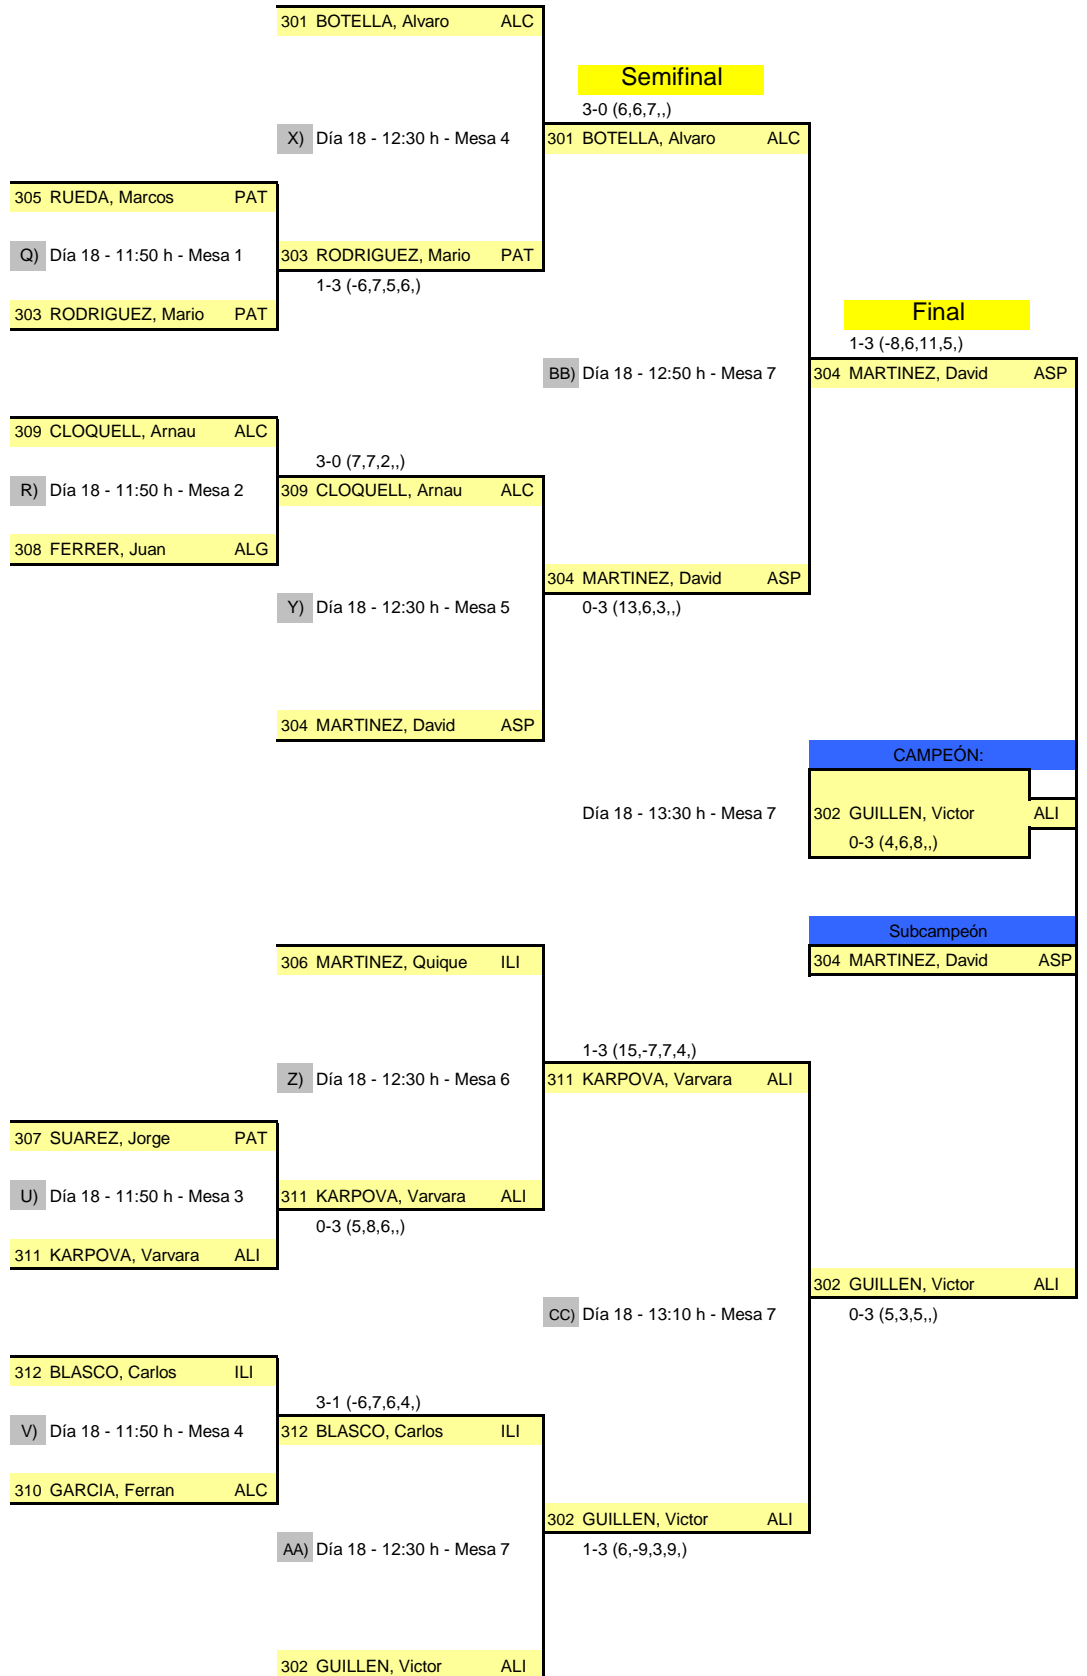 301 BOTELLA, Alvaro ALC
Semifinal
3-0 (6,6,7,,)
X) Día 18 - 12:30 h - Mesa 4
301 BOTELLA, Alvaro ALC
305 RUEDA, Marcos PAT
Q) Día 18 - 11:50 h - Mesa 1
303 RODRIGUEZ, Mario PAT
1-3 (-6,7,5,6,)
303 RODRIGUEZ, Mario PAT
Final
1-3 (-8,6,11,5,)
BB) Día 18 - 12:50 h - Mesa 7
304 MARTINEZ, David ASP
309 CLOQUELL, Arnau ALC
3-0 (7,7,2,,)
R) Día 18 - 11:50 h - Mesa 2
309 CLOQUELL, Arnau ALC
308 FERRER, Juan ALG
304 MARTINEZ, David ASP
Y) Día 18 - 12:30 h - Mesa 5
0-3 (13,6,3,,)
304 MARTINEZ, David ASP
CAMPEÓN:
Día 18 - 13:30 h - Mesa 7
302 GUILLEN, Victor ALI
0-3 (4,6,8,,)
Subcampeón
306 MARTINEZ, Quique ILI
304 MARTINEZ, David ASP
1-3 (15,-7,7,4,)
Z) Día 18 - 12:30 h - Mesa 6
311 KARPOVA, Varvara ALI
307 SUAREZ, Jorge PAT
U) Día 18 - 11:50 h - Mesa 3
311 KARPOVA, Varvara ALI
0-3 (5,8,6,,)
311 KARPOVA, Varvara ALI
302 GUILLEN, Victor ALI
CC) Día 18 - 13:10 h - Mesa 7
0-3 (5,3,5,,)
312 BLASCO, Carlos ILI
3-1 (-6,7,6,4,)
V) Día 18 - 11:50 h - Mesa 4
312 BLASCO, Carlos ILI
310 GARCIA, Ferran ALC
302 GUILLEN, Victor ALI
AA) Día 18 - 12:30 h - Mesa 7
1-3 (6,-9,3,9,)
302 GUILLEN, Victor ALI